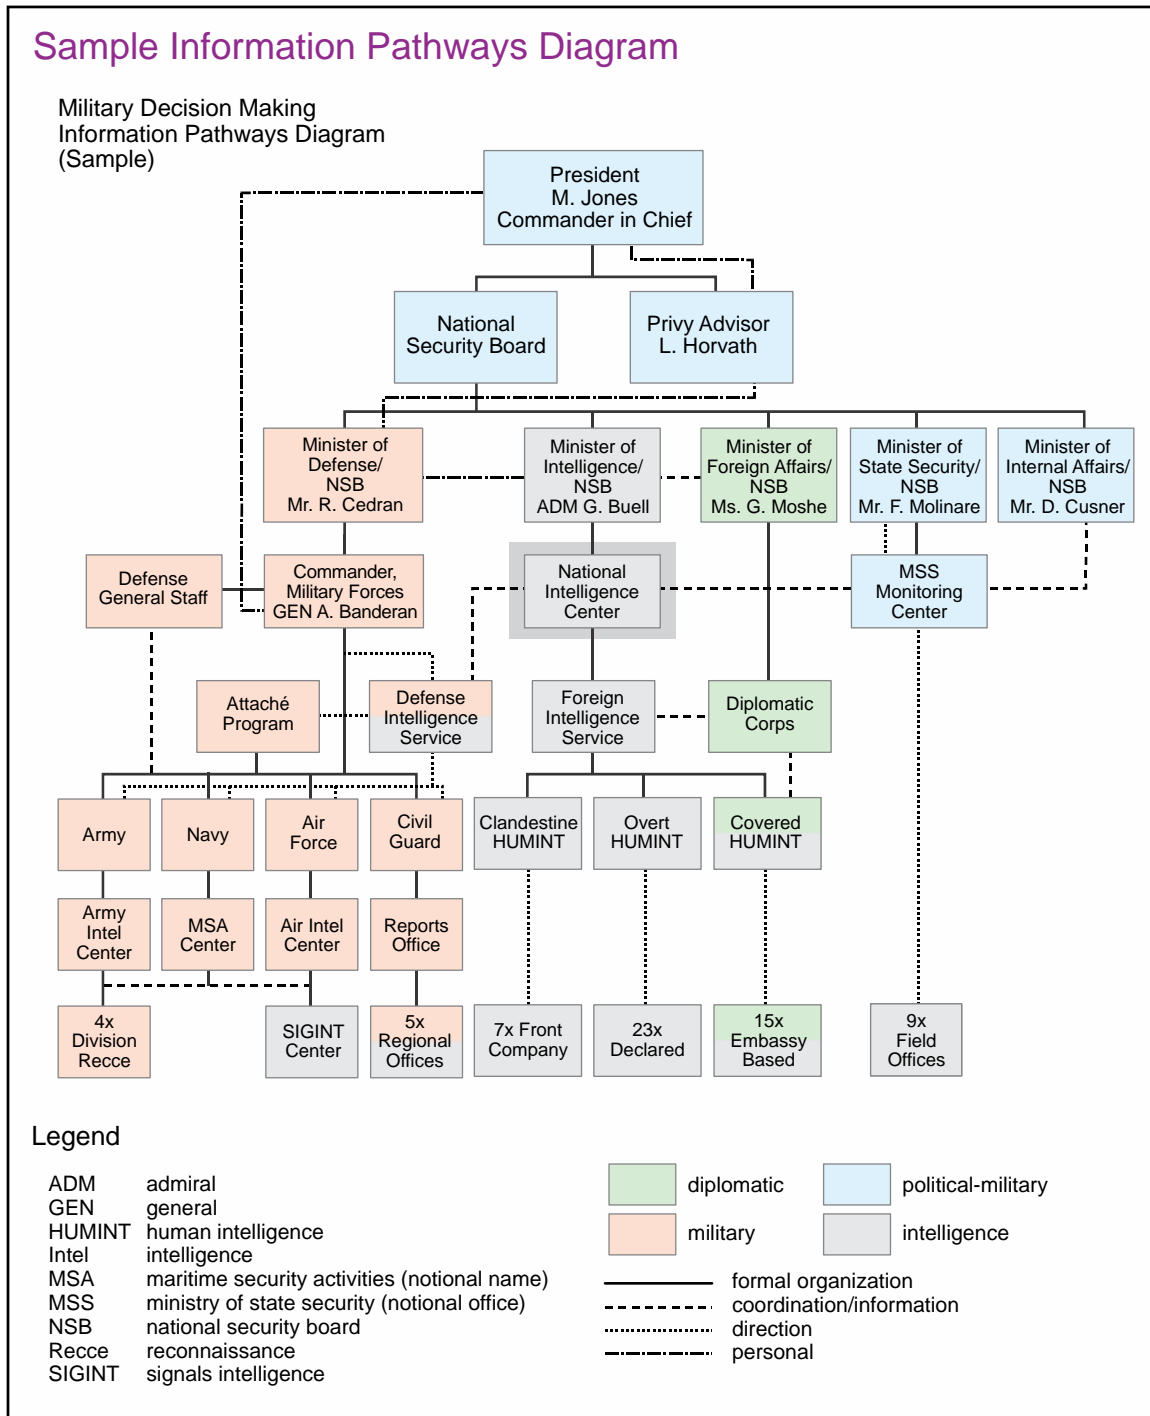 Sample Information Pathways Diagram
Military Decision Making
Information Pathways Diagram
(Sample)
President
M. Jones
Commander in Chief
National
Security Board
Privy Advisor
L. Horvath
Minister of
Defense/
NSB
Mr. R. Cedran
Minister of
Intelligence/
NSB
ADM G. Buell
Minister of
Foreign Affairs/
NSB
Ms. G. Moshe
Minister of
State Security/
NSB
Mr. F. Molinare
Minister of
Internal Affairs/
NSB
Mr. D. Cusner
Defense
General Staff
Commander,
Military Forces
GEN A. Banderan
National
Intelligence
Center
MSS
Monitoring
Center
Attaché
Program
Defense
Intelligence
Service
Foreign
Intelligence
Service
Diplomatic
Corps
Army
Navy
Air
Force
Civil
Guard
Clandestine
HUMINT
Overt
HUMINT
Covered
HUMINT
Army
Intel
Center
MSA
Center
Air Intel
Center
Reports
Office
4x
Division
Recce
SIGINT
Center
5x
Regional
Offices
7x Front
Company
23x
Declared
15x
Embassy
Based
9x
Field
Offices
Legend
ADM admiral
GEN general
HUMINT human intelligence
Intel intelligence
MSA maritime security activities (notional name)
MSS ministry of state security (notional office)
NSB national security board
Recce reconnaissance
SIGINT signals intelligence
diplomatic
political-military
military
intelligence
formal organization
coordination/information
direction
personal